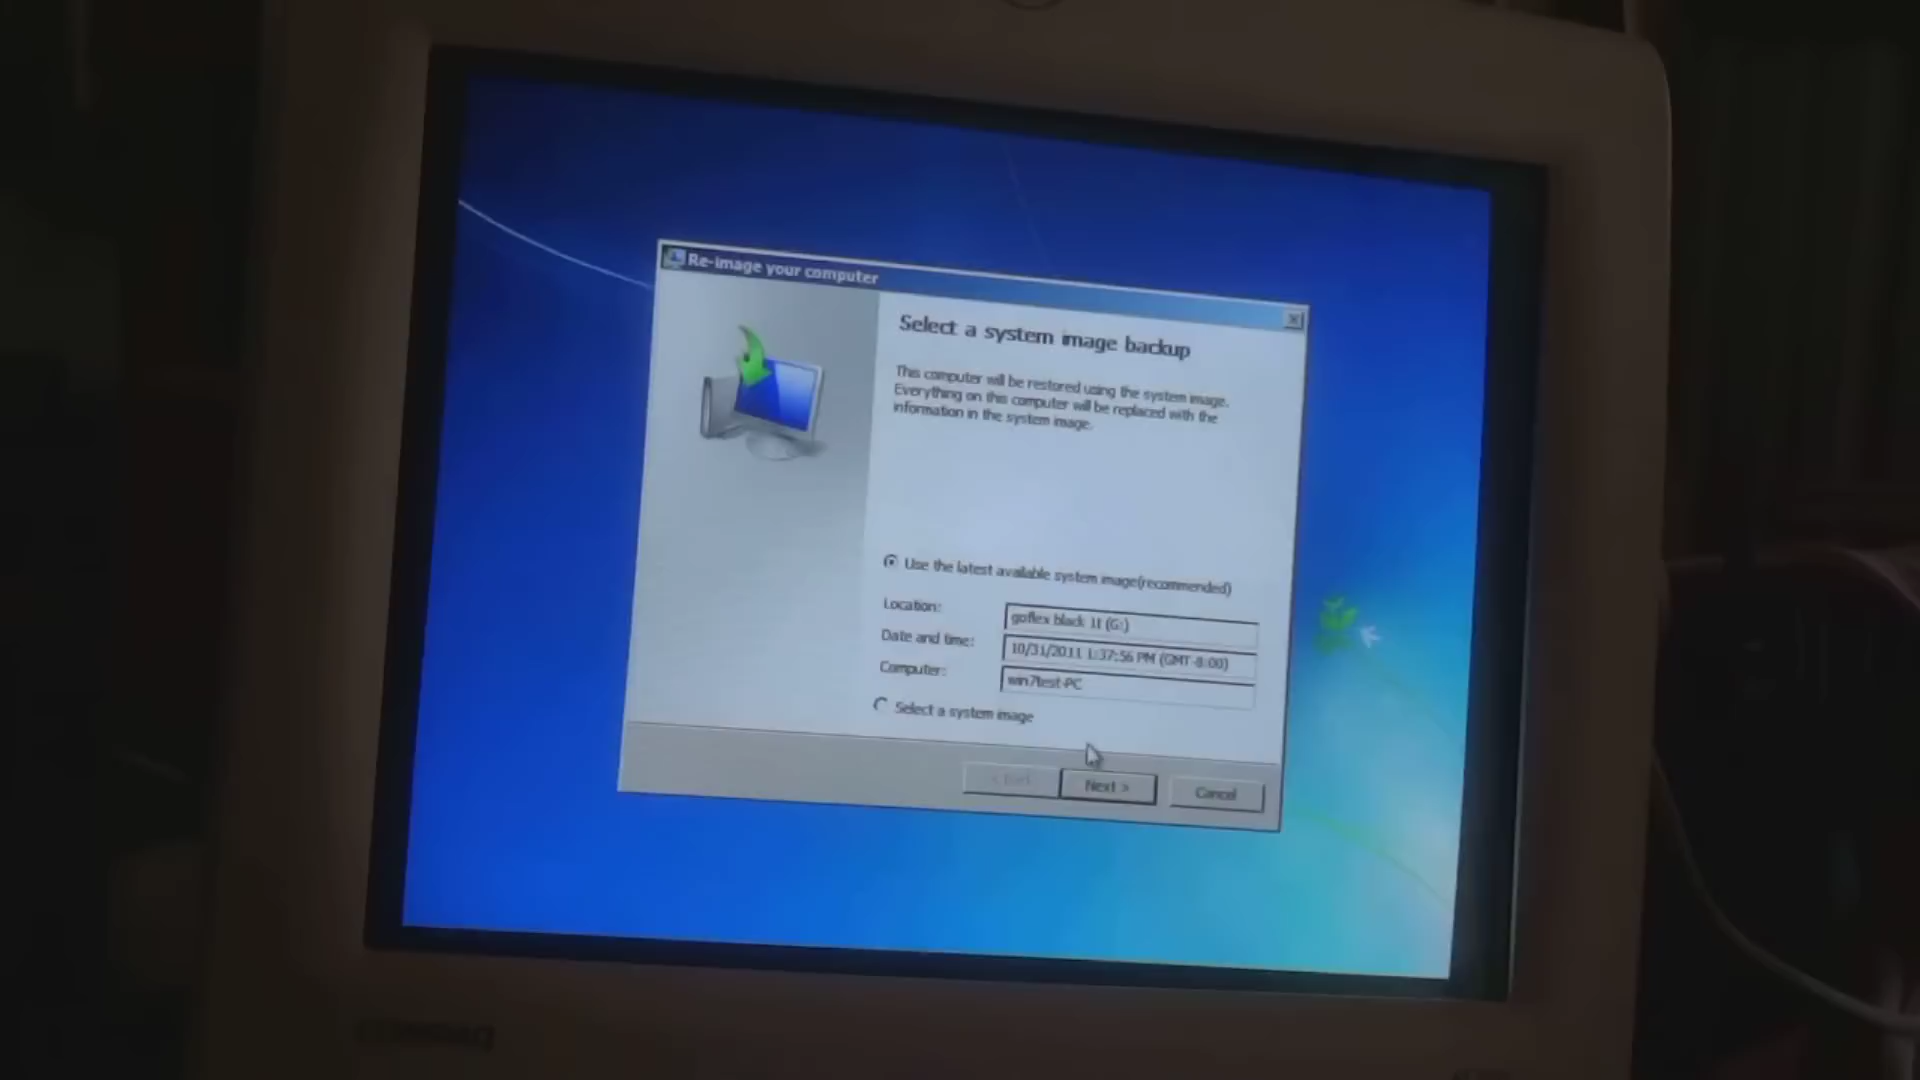 Re-image your computer
Select a system image backup
This computer will be restored using the system image.
Everything on this computer will be replaced with the
information in the system image.
Use the latest available system image(recommended)
Location:
goflex black 1t (G:)
Date and time:
10/31/2011 1:37:56 PM (GMT-8:00)
Computer:
win7test-PC
Select a system image
< Back
Next >
Cancel